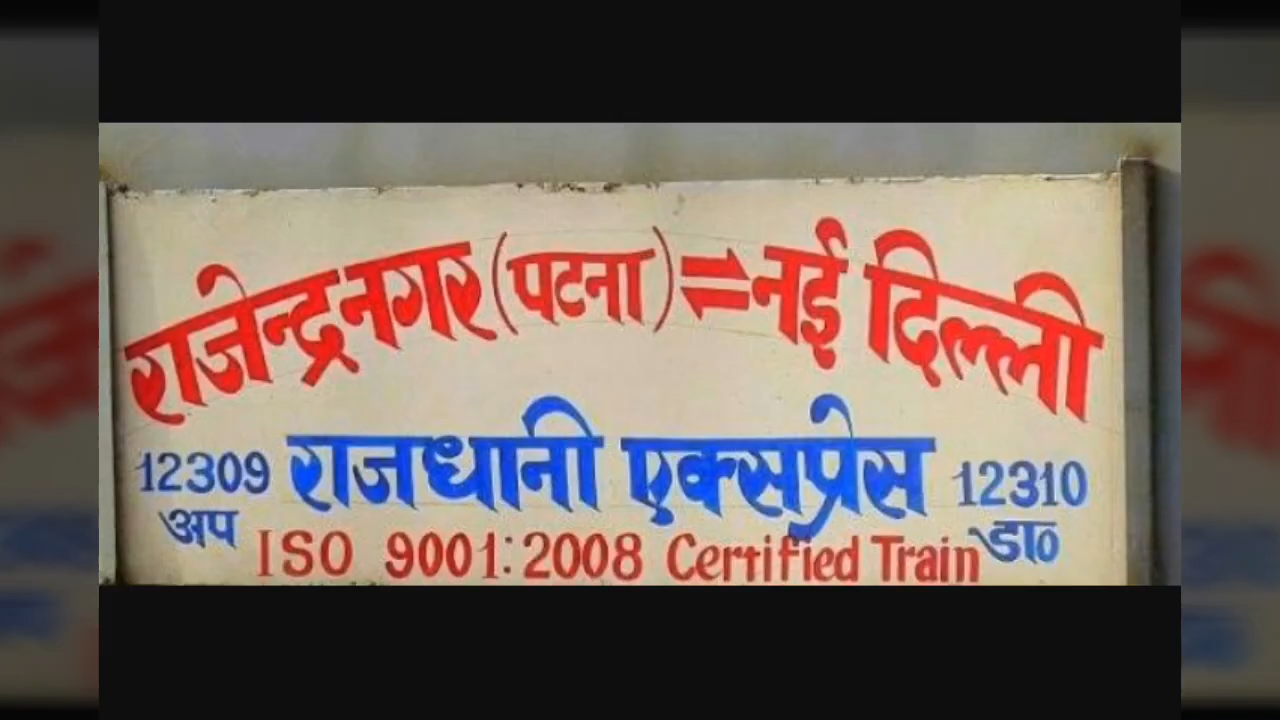 राजेन्द्रनगर (पटना) ⇌ नई दिल्ली
12309 राजधानी एक्सप्रेस 12310
अप ISO 9001:2008 Certified Train डा०